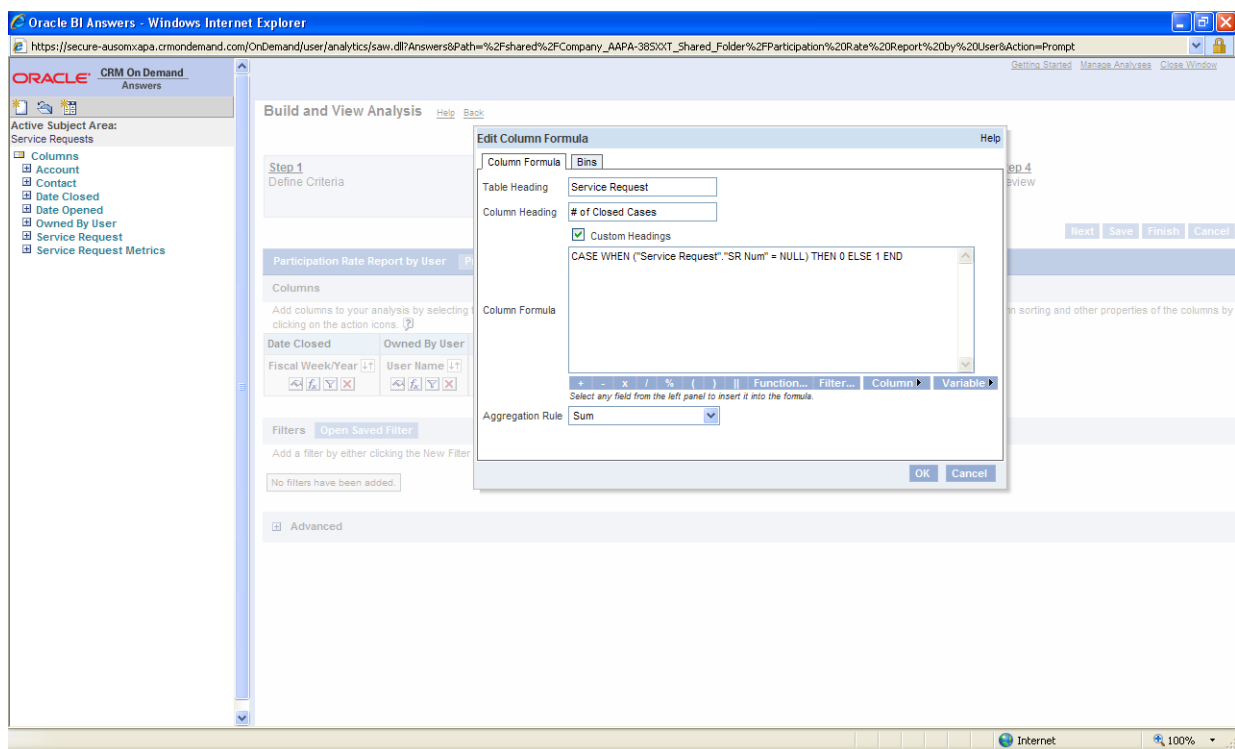 Oracle BI Answers - Windows Internet Explorer
https://secure-ausomxapa.crmondemand.com/OnDemand/user/analytics/saw.dll?Answers&Path=%2Fshared%2FCompany_AAPA-38SXXT_Shared_Folder%2FParticipation%20Rate%20Report%20by%20User&Action=Prompt
ORACLE CRM On Demand
Answers
Getting Started Manage Analyses Close Window
Active Subject Area:
Service Requests
Columns
Account
Contact
Date Closed
Date Opened
Owned By User
Service Request
Service Request Metrics
Build and View Analysis Help Back
Step 1
Define Criteria
ep 4
eview
Next Save Finish Cancel
Participation Rate Report by User P
Columns
Add columns to your analysis by selecting
clicking on the action icons.
n sorting and other properties of the columns by
Date Closed Owned By User
Fiscal Week/Year User Name
Filters Open Saved Filter
Add a filter by either clicking the New Filter
No filters have been added.
Advanced
Edit Column Formula Help
Column Formula Bins
Table Heading Service Request
Column Heading # of Closed Cases
Custom Headings
CASE WHEN ("Service Request"."SR Num" = NULL) THEN 0 ELSE 1 END
Column Formula
+ - x / % ( ) || Function... Filter... Column Variable
Select any field from the left panel to insert it into the formula.
Aggregation Rule Sum
OK Cancel
Internet 100%